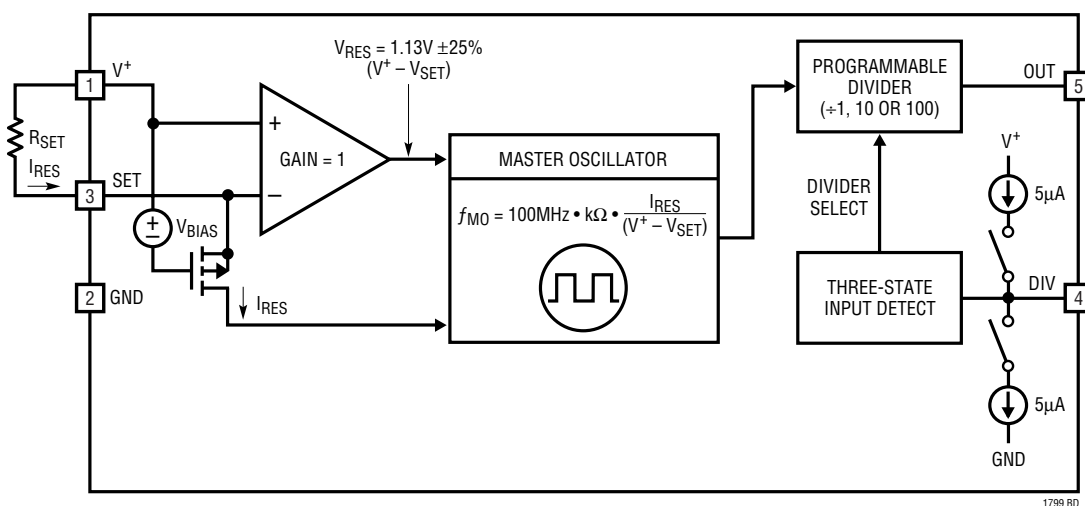 V_RES = 1.13V ±25%
(V⁺ – V_SET)
1
V⁺
R_SET
I_RES
3
SET
+
–
GAIN = 1
+
–
V_BIAS
2
GND
I_RES
MASTER OSCILLATOR
ƒ_MO = 100MHz • kΩ • I_RES / (V⁺ – V_SET)
PROGRAMMABLE
DIVIDER
(÷1, 10 OR 100)
OUT
5
DIVIDER
SELECT
V⁺
5µA
THREE-STATE
INPUT DETECT
DIV
4
5µA
GND
1799 BD